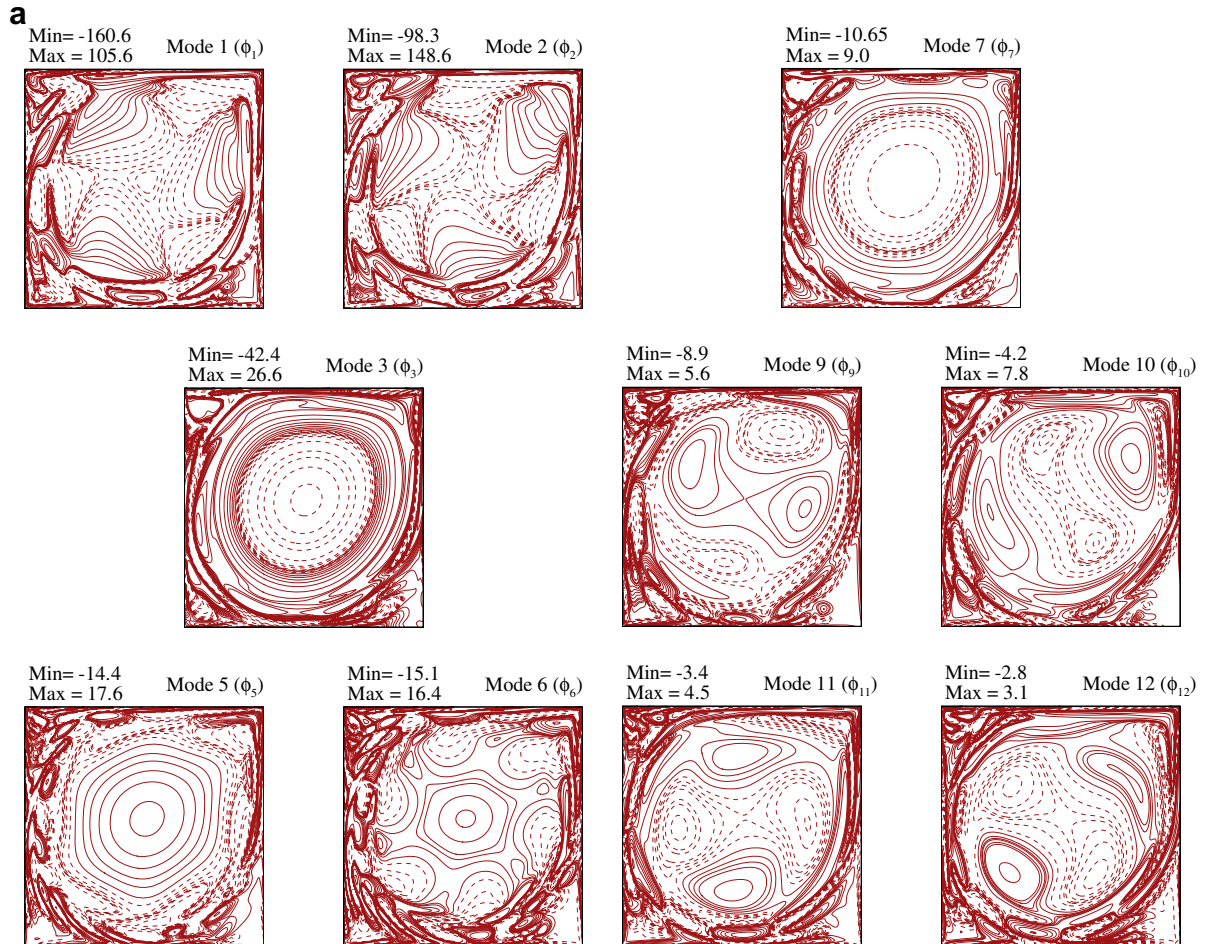 a
Min= -160.6
Max = 105.6
Mode 1 (ϕ₁)
Min= -98.3
Max = 148.6
Mode 2 (ϕ₂)
Min= -10.65
Max = 9.0
Mode 7 (ϕ₇)
Min= -42.4
Max = 26.6
Mode 3 (ϕ₃)
Min= -8.9
Max = 5.6
Mode 9 (ϕ₉)
Min= -4.2
Max = 7.8
Mode 10 (ϕ₁₀)
Min= -14.4
Max = 17.6
Mode 5 (ϕ₅)
Min= -15.1
Max = 16.4
Mode 6 (ϕ₆)
Min= -3.4
Max = 4.5
Mode 11 (ϕ₁₁)
Min= -2.8
Max = 3.1
Mode 12 (ϕ₁₂)